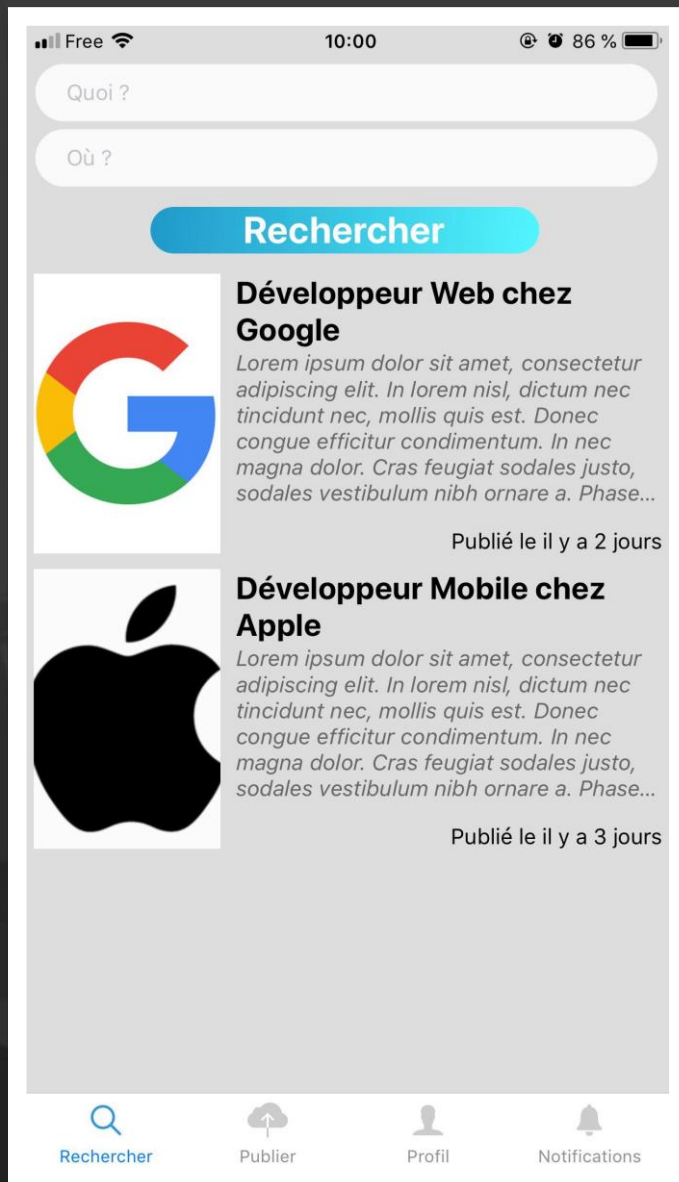 Free 10:00 86 %
Quoi ?
Où ?
Rechercher
Développeur Web chez
Google
Lorem ipsum dolor sit amet, consectetur
adipiscing elit. In lorem nisl, dictum nec
tincidunt nec, mollis quis est. Donec
congue efficitur condimentum. In nec
magna dolor. Cras feugiat sodales justo,
sodales vestibulum nibh ornare a. Phase...
Publié le il y a 2 jours
Développeur Mobile chez
Apple
Lorem ipsum dolor sit amet, consectetur
adipiscing elit. In lorem nisl, dictum nec
tincidunt nec, mollis quis est. Donec
congue efficitur condimentum. In nec
magna dolor. Cras feugiat sodales justo,
sodales vestibulum nibh ornare a. Phase...
Publié le il y a 3 jours
Rechercher Publier Profil Notifications